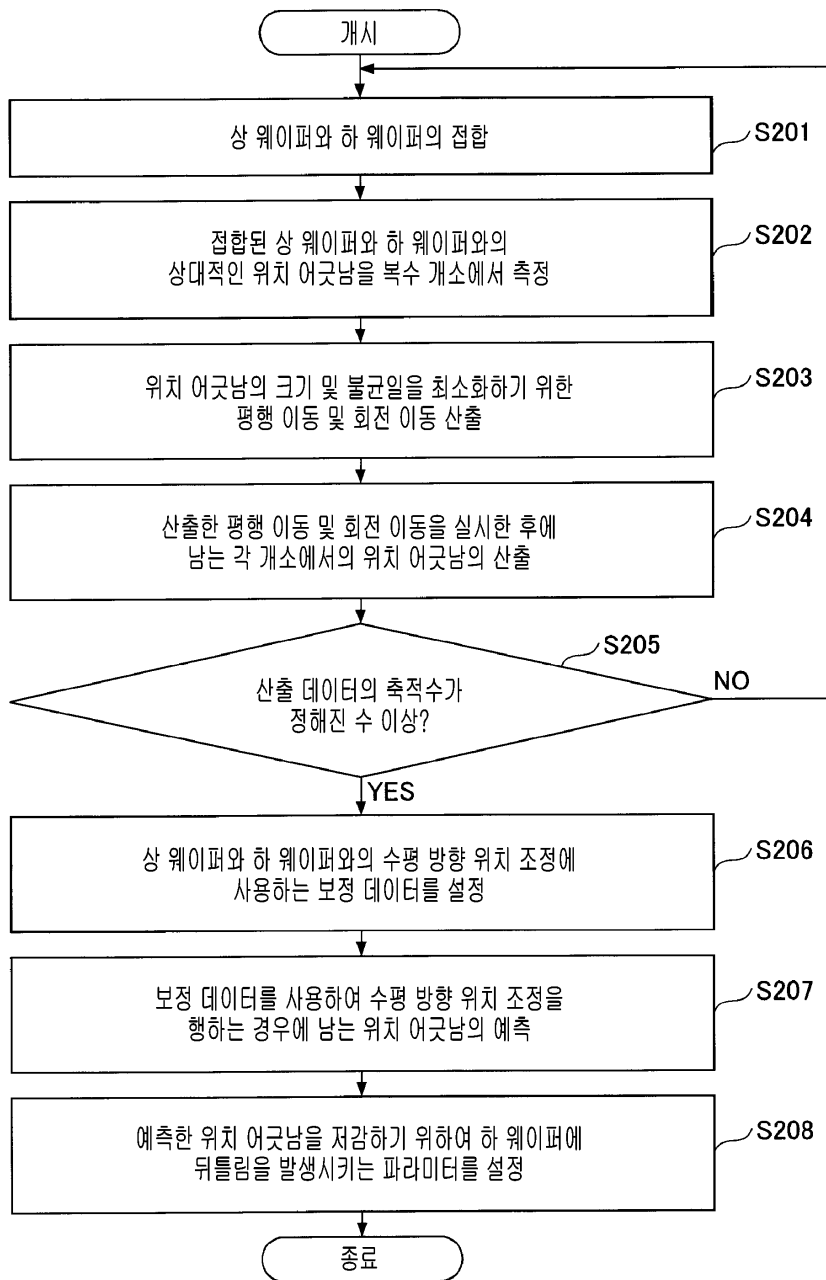 개시
상 웨이퍼와 하 웨이퍼의 접합
S201
접합된 상 웨이퍼와 하 웨이퍼와의
상대적인 위치 어긋남을 복수 개소에서 측정
S202
위치 어긋남의 크기 및 불균일을 최소화하기 위한
평행 이동 및 회전 이동 산출
S203
산출한 평행 이동 및 회전 이동을 실시한 후에
남는 각 개소에서의 위치 어긋남의 산출
S204
S205
산출 데이터의 축적수가
정해진 수 이상?
NO
YES
상 웨이퍼와 하 웨이퍼와의 수평 방향 위치 조정에
사용하는 보정 데이터를 설정
S206
보정 데이터를 사용하여 수평 방향 위치 조정을
행하는 경우에 남는 위치 어긋남의 예측
S207
예측한 위치 어긋남을 저감하기 위하여 하 웨이퍼에
뒤틀림을 발생시키는 파라미터를 설정
S208
종료